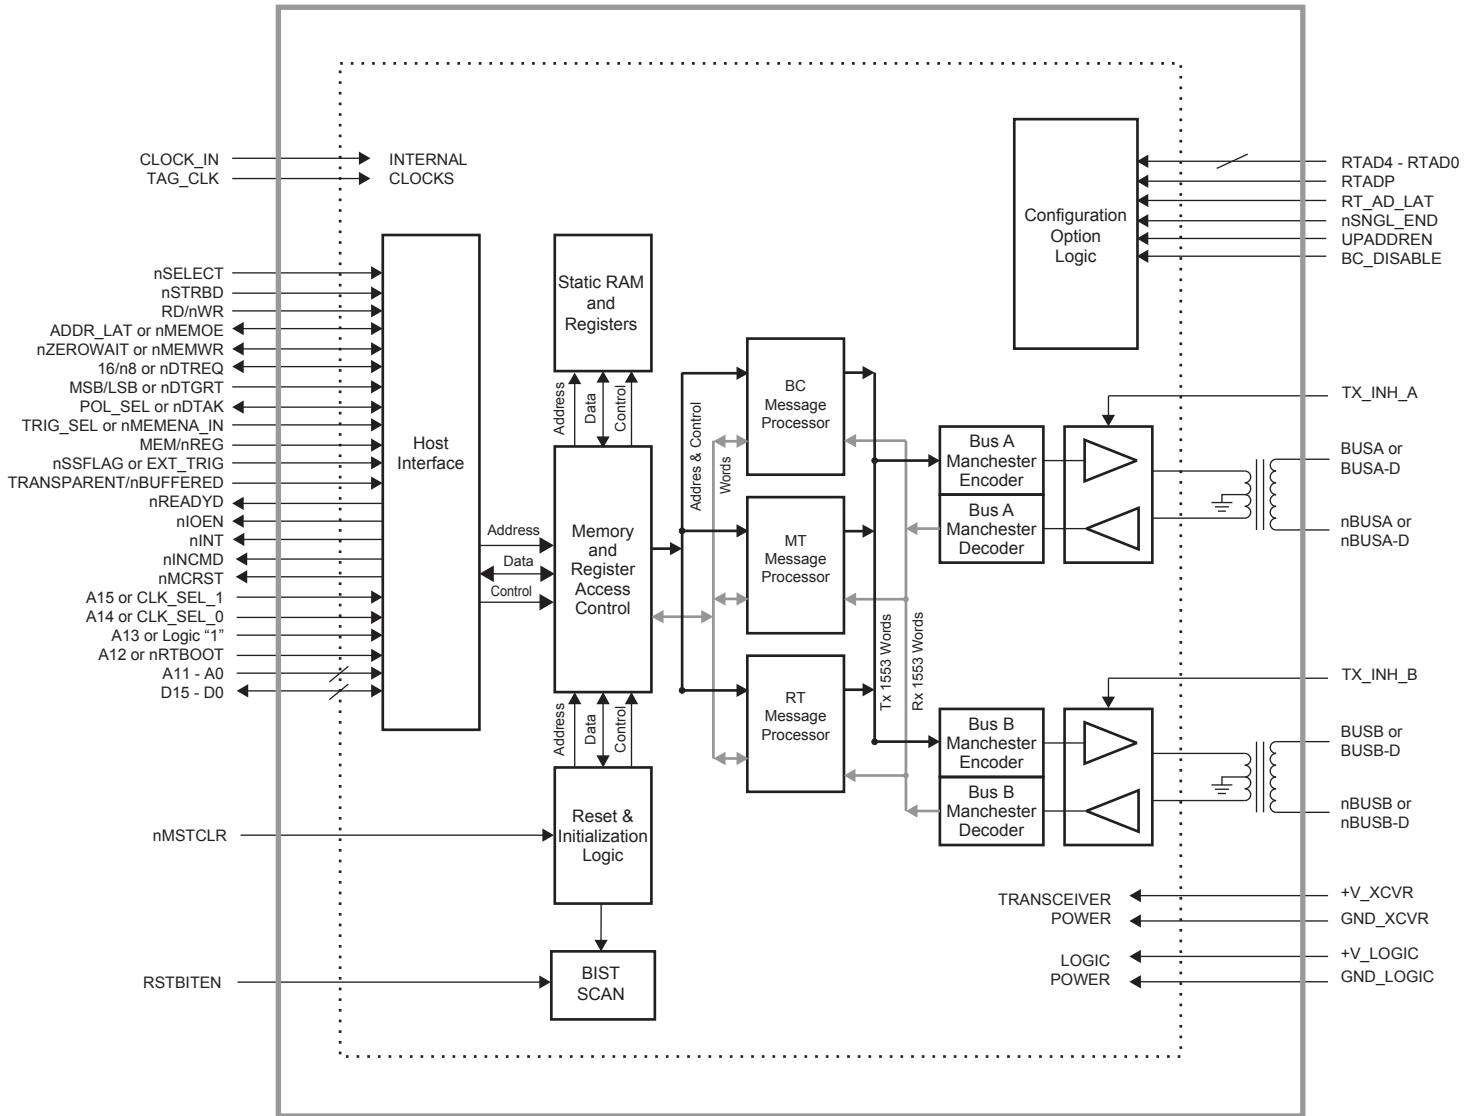 CLOCK_IN
TAG_CLK
INTERNAL
CLOCKS
nSELECT
nSTRBD
RD/nWR
ADDR_LAT or nMEMOE
nZEROWAIT or nMEMWR
16/n8 or nDTREQ
MSB/LSB or nDTGRT
POL_SEL or nDTAK
TRIG_SEL or nMEMENA_IN
MEM/nREG
nSSFLAG or EXT_TRIG
TRANSPARENT/nBUFFERED
nREADYD
nIOEN
nINT
nINCMD
nMCRST
A15 or CLK_SEL_1
A14 or CLK_SEL_0
A13 or Logic “1”
A12 or nRTBOOT
A11 - A0
D15 - D0
nMSTCLR
RSTBITEN
Host
Interface
Address
Data
Control
Static RAM
and
Registers
Address
Data
Control
Memory
and
Register
Access
Control
Address
Data
Control
Reset &
Initialization
Logic
BIST
SCAN
Addres & Control
Words
BC
Message
Processor
MT
Message
Processor
RT
Message
Processor
Tx 1553 Words
Rx 1553 Words
Bus A
Manchester
Encoder
Bus A
Manchester
Decoder
Bus B
Manchester
Encoder
Bus B
Manchester
Decoder
Configuration
Option
Logic
RTAD4 - RTAD0
RTADP
RT_AD_LAT
nSNGL_END
UPADDREN
BC_DISABLE
TX_INH_A
BUSA or
BUSA-D
nBUSA or
nBUSA-D
TX_INH_B
BUSB or
BUSB-D
nBUSB or
nBUSB-D
TRANSCEIVER
POWER
+V_XCVR
GND_XCVR
LOGIC
POWER
+V_LOGIC
GND_LOGIC